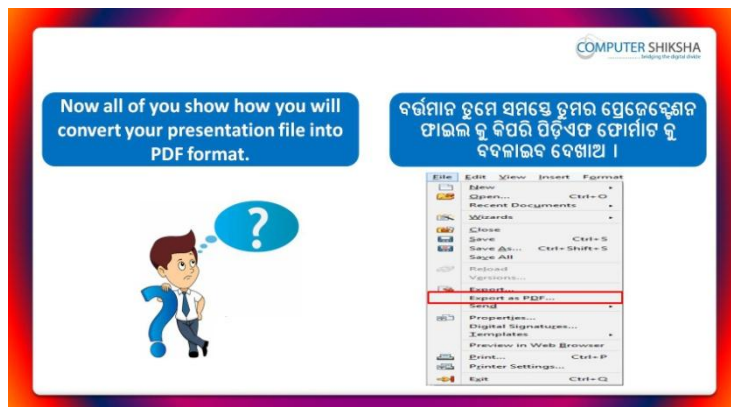 COMPUTER SHIKSHA
...bridging the digital divide
Now all of you show how you will
convert your presentation file into
PDF format.
ବର୍ତ୍ତମାନ ତୁମେ ସମସ୍ତେ ତୁମର ପ୍ରେଜେଣ୍ଟେଶନ
ଫାଇଲ କୁ କିପରି ପିଡ଼ିଏଫ ଫୋର୍ମାଟ କୁ
ବଦଳାଇବ ଦେଖାଅ ।
?
File Edit View Insert Format
New
Open... Ctrl+O
Recent Documents
Wizards
Close
Save Ctrl+S
Save As... Ctrl+Shift+S
Save All
Reload
Versions...
Export...
Export as PDF...
Send
Properties...
Digital Signatures...
Templates
Preview in Web Browser
Print... Ctrl+P
Printer Settings...
Exit Ctrl+Q